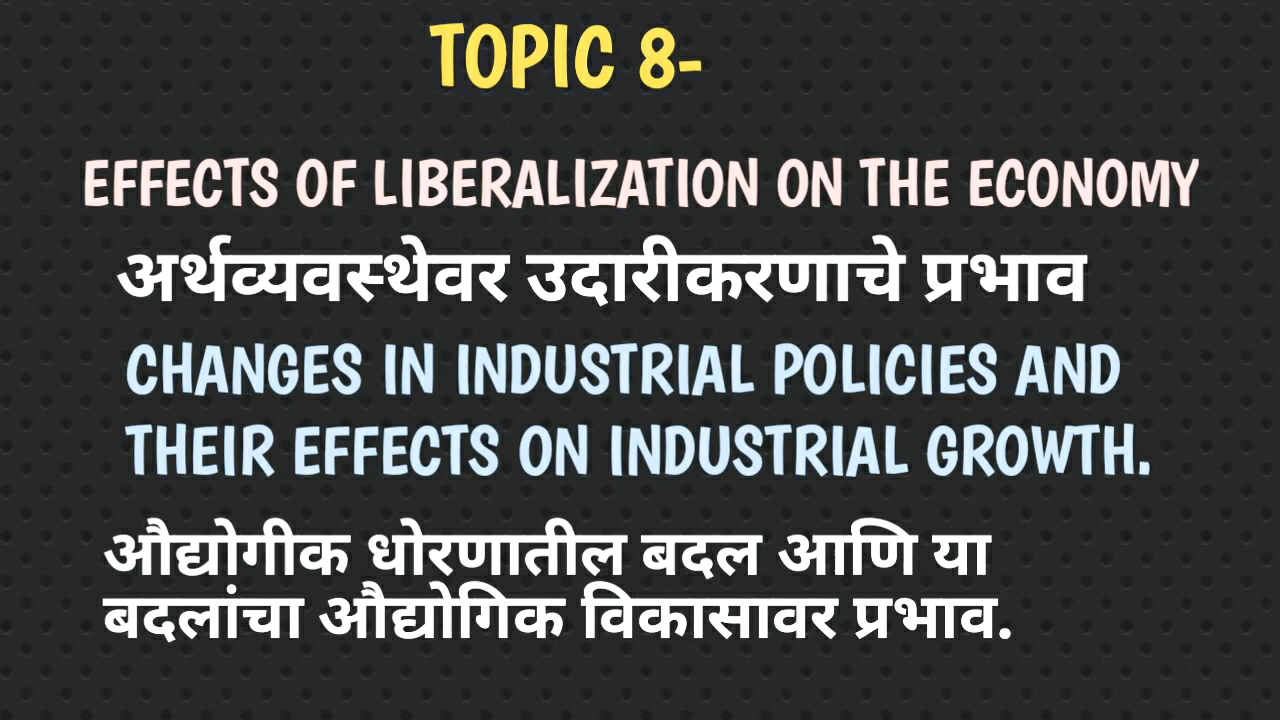 TOPIC 8-
EFFECTS OF LIBERALIZATION ON THE ECONOMY
अर्थव्यवस्थेवर उदारीकरणाचे प्रभाव
CHANGES IN INDUSTRIAL POLICIES AND
THEIR EFFECTS ON INDUSTRIAL GROWTH.
औद्योगीक धोरणातील बदल आणि या
बदलांचा औद्योगिक विकासावर प्रभाव.